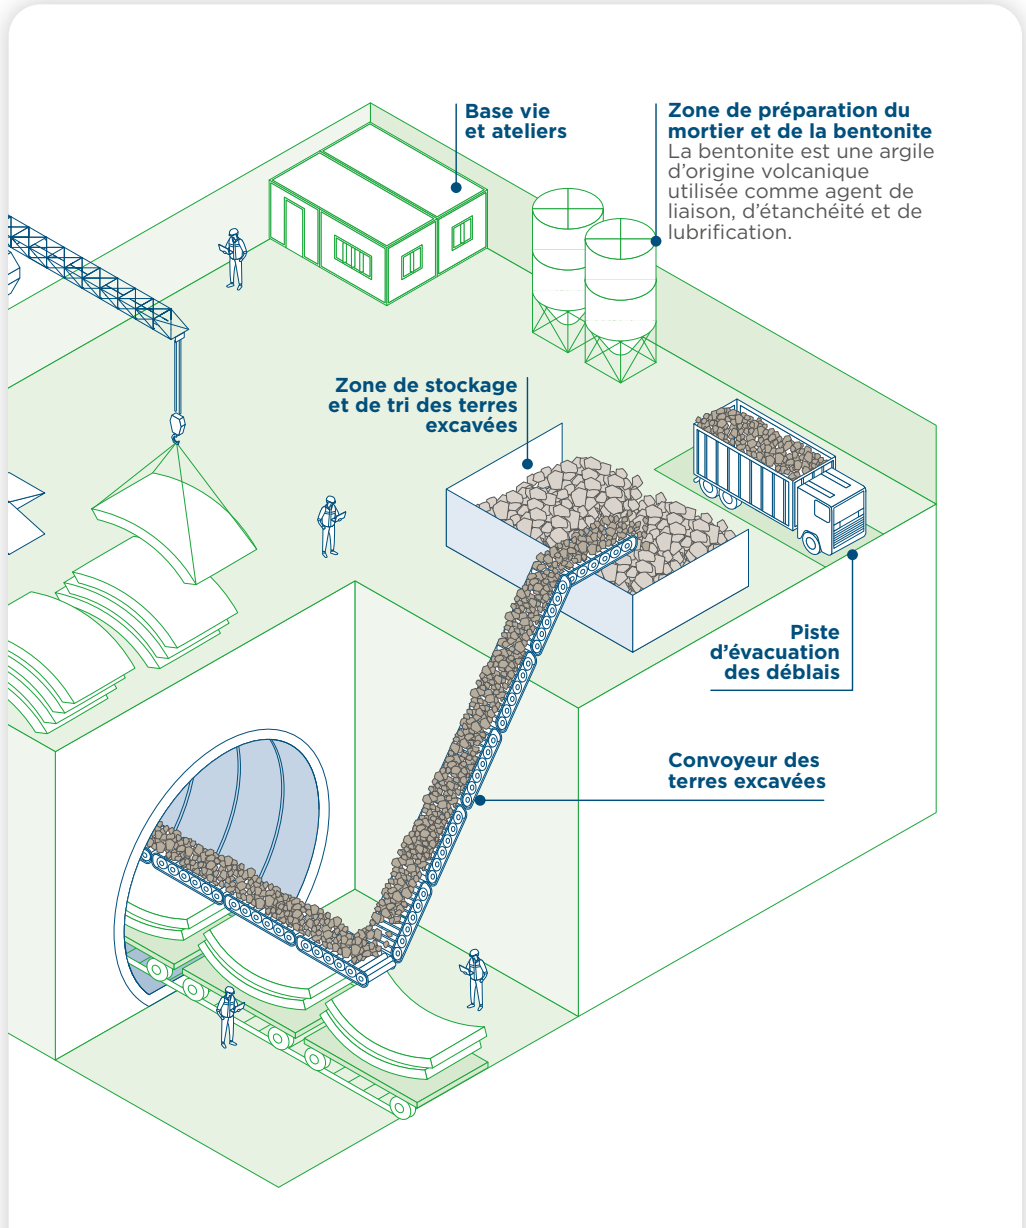 Base vie
et ateliers
Zone de préparation du
mortier et de la bentonite
La bentonite est une argile
d’origine volcanique
utilisée comme agent de
liaison, d’étanchéité et de
lubrification.
Zone de stockage
et de tri des terres
excavées
Piste
d’évacuation
des déblais
Convoyeur des
terres excavées